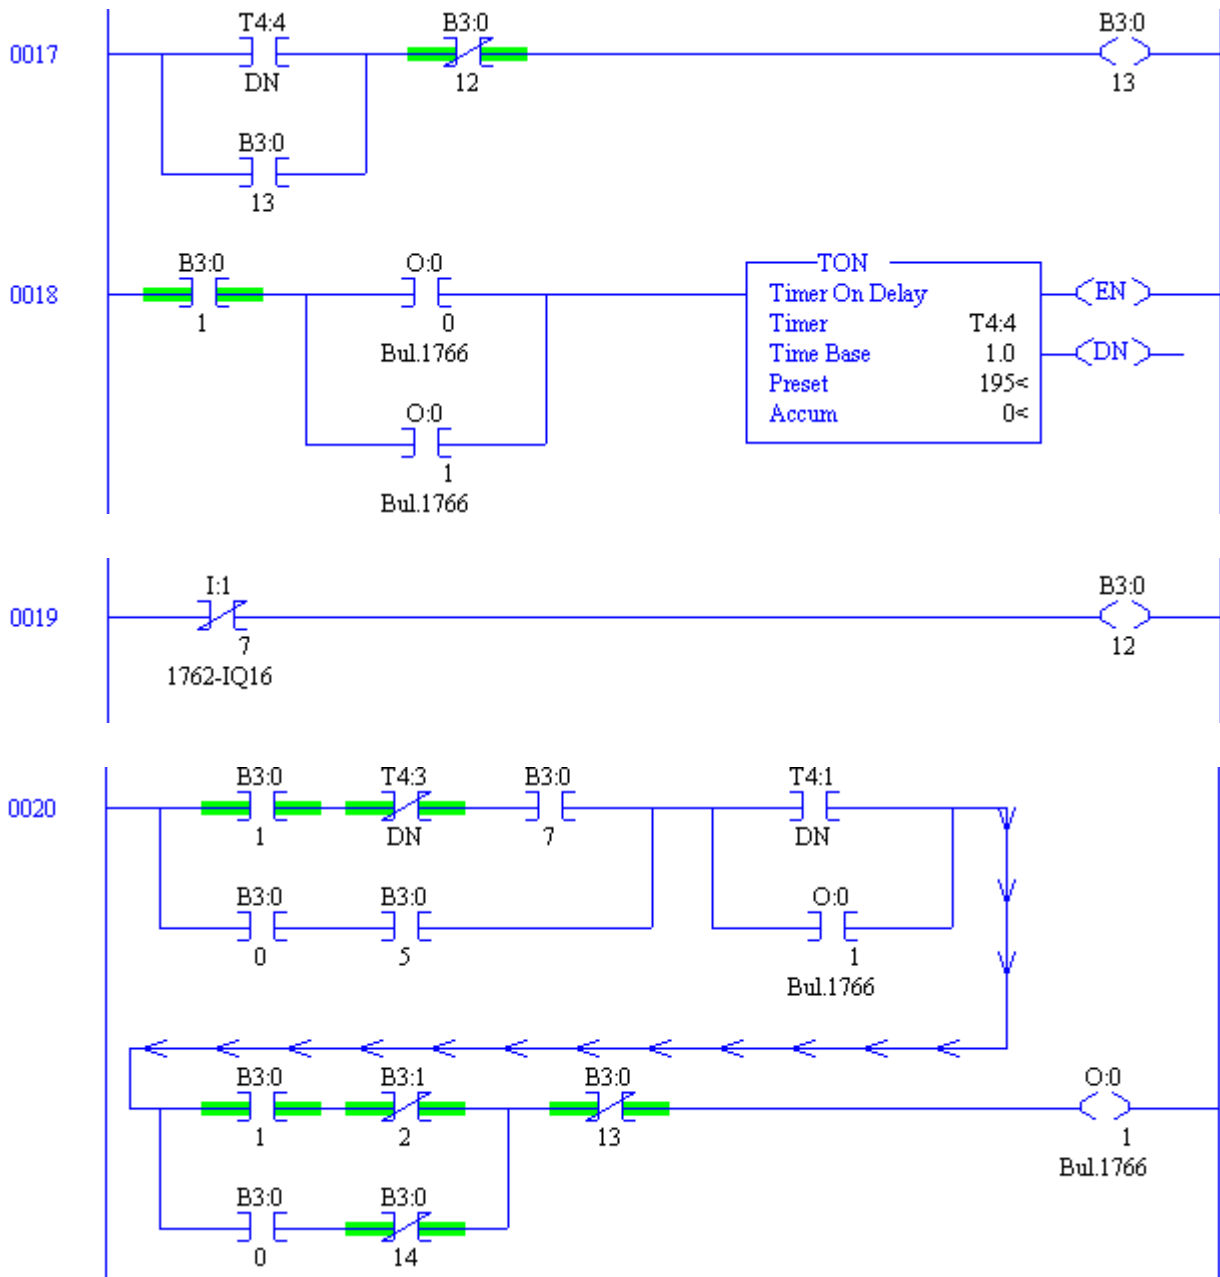 T4:4 B3:0 B3:0
0017
DN 12 13
B3:0
13
B3:0 O:0 TON
0018 Timer On Delay EN
1 0 Timer T4:4
Bul.1766 Time Base 1.0 DN
Preset 195<
O:0 Accum 0<
1
Bul.1766
I:1 B3:0
0019
7 12
1762-IQ16
B3:0 T4:3 B3:0 T4:1
0020
1 DN 7 DN
B3:0 B3:0 O:0
0 5 1
Bul.1766
B3:0 B3:1 B3:0 O:0
1 2 13 1
Bul.1766
B3:0 B3:0
0 14